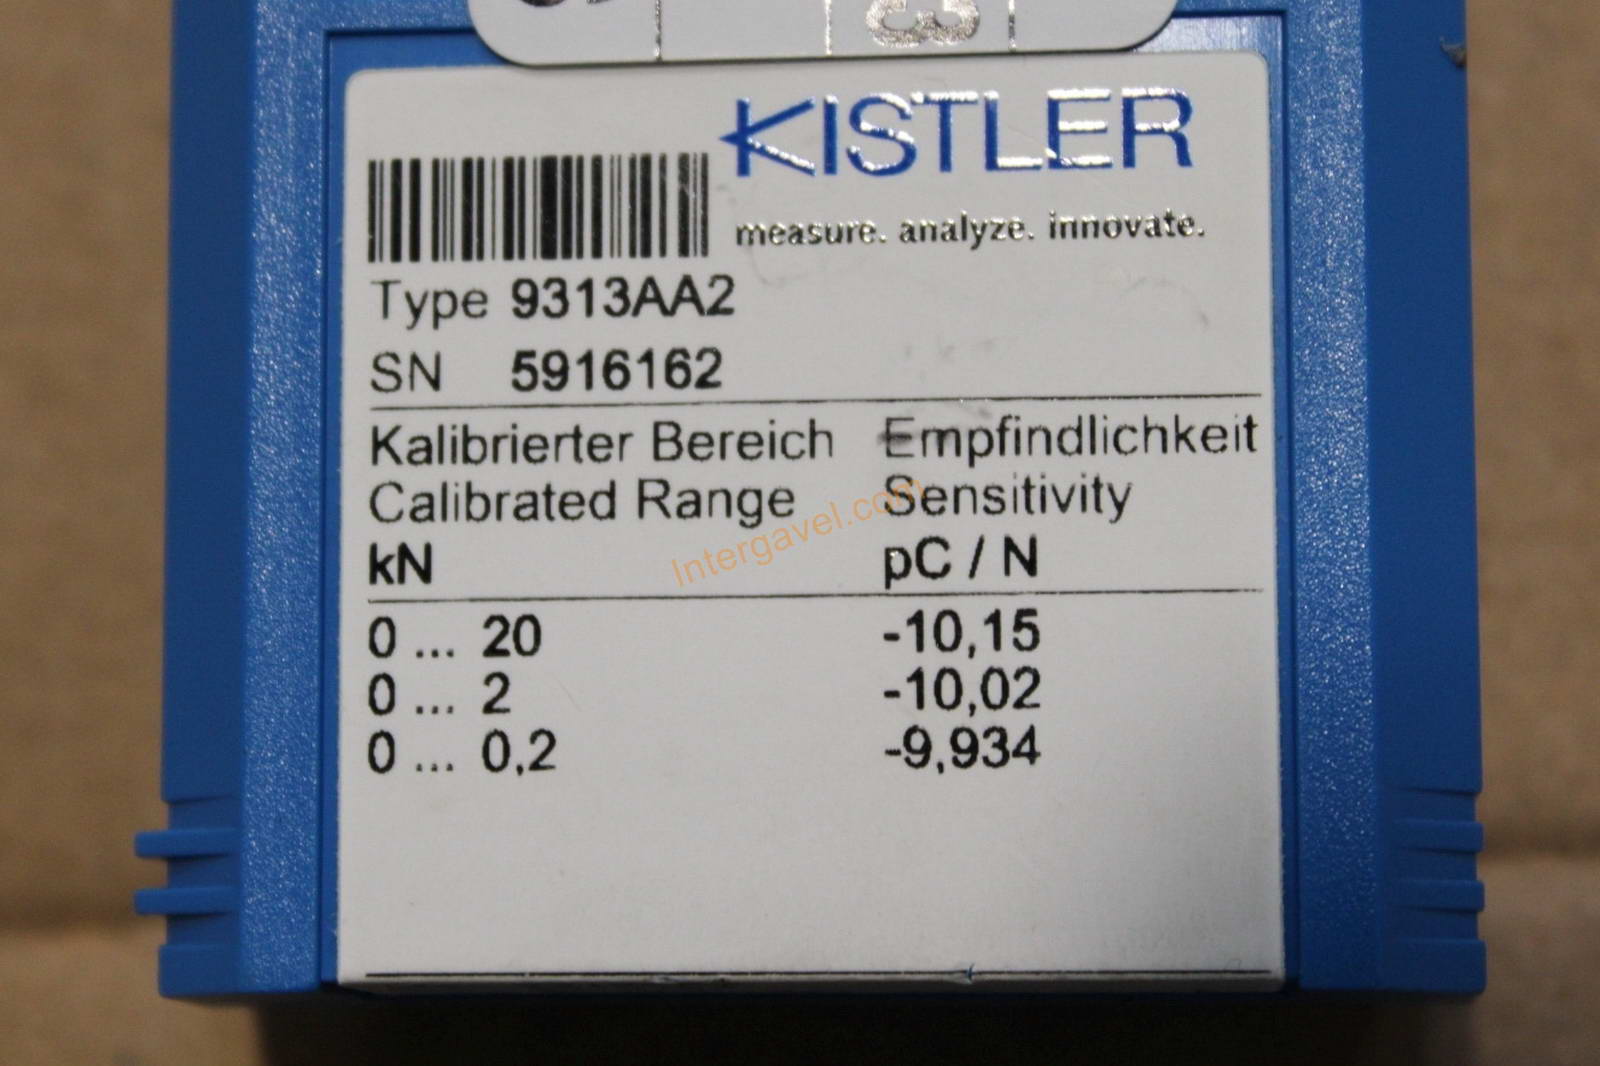 KISTLER
measure. analyze. innovate.
Type 9313AA2
SN 5916162
Kalibrierter Bereich Empfindlichkeit
Calibrated Range Sensitivity
kN pC / N
0 ... 20 -10,15
0 ... 2 -10,02
0 ... 0,2 -9,934
Intergavel.com